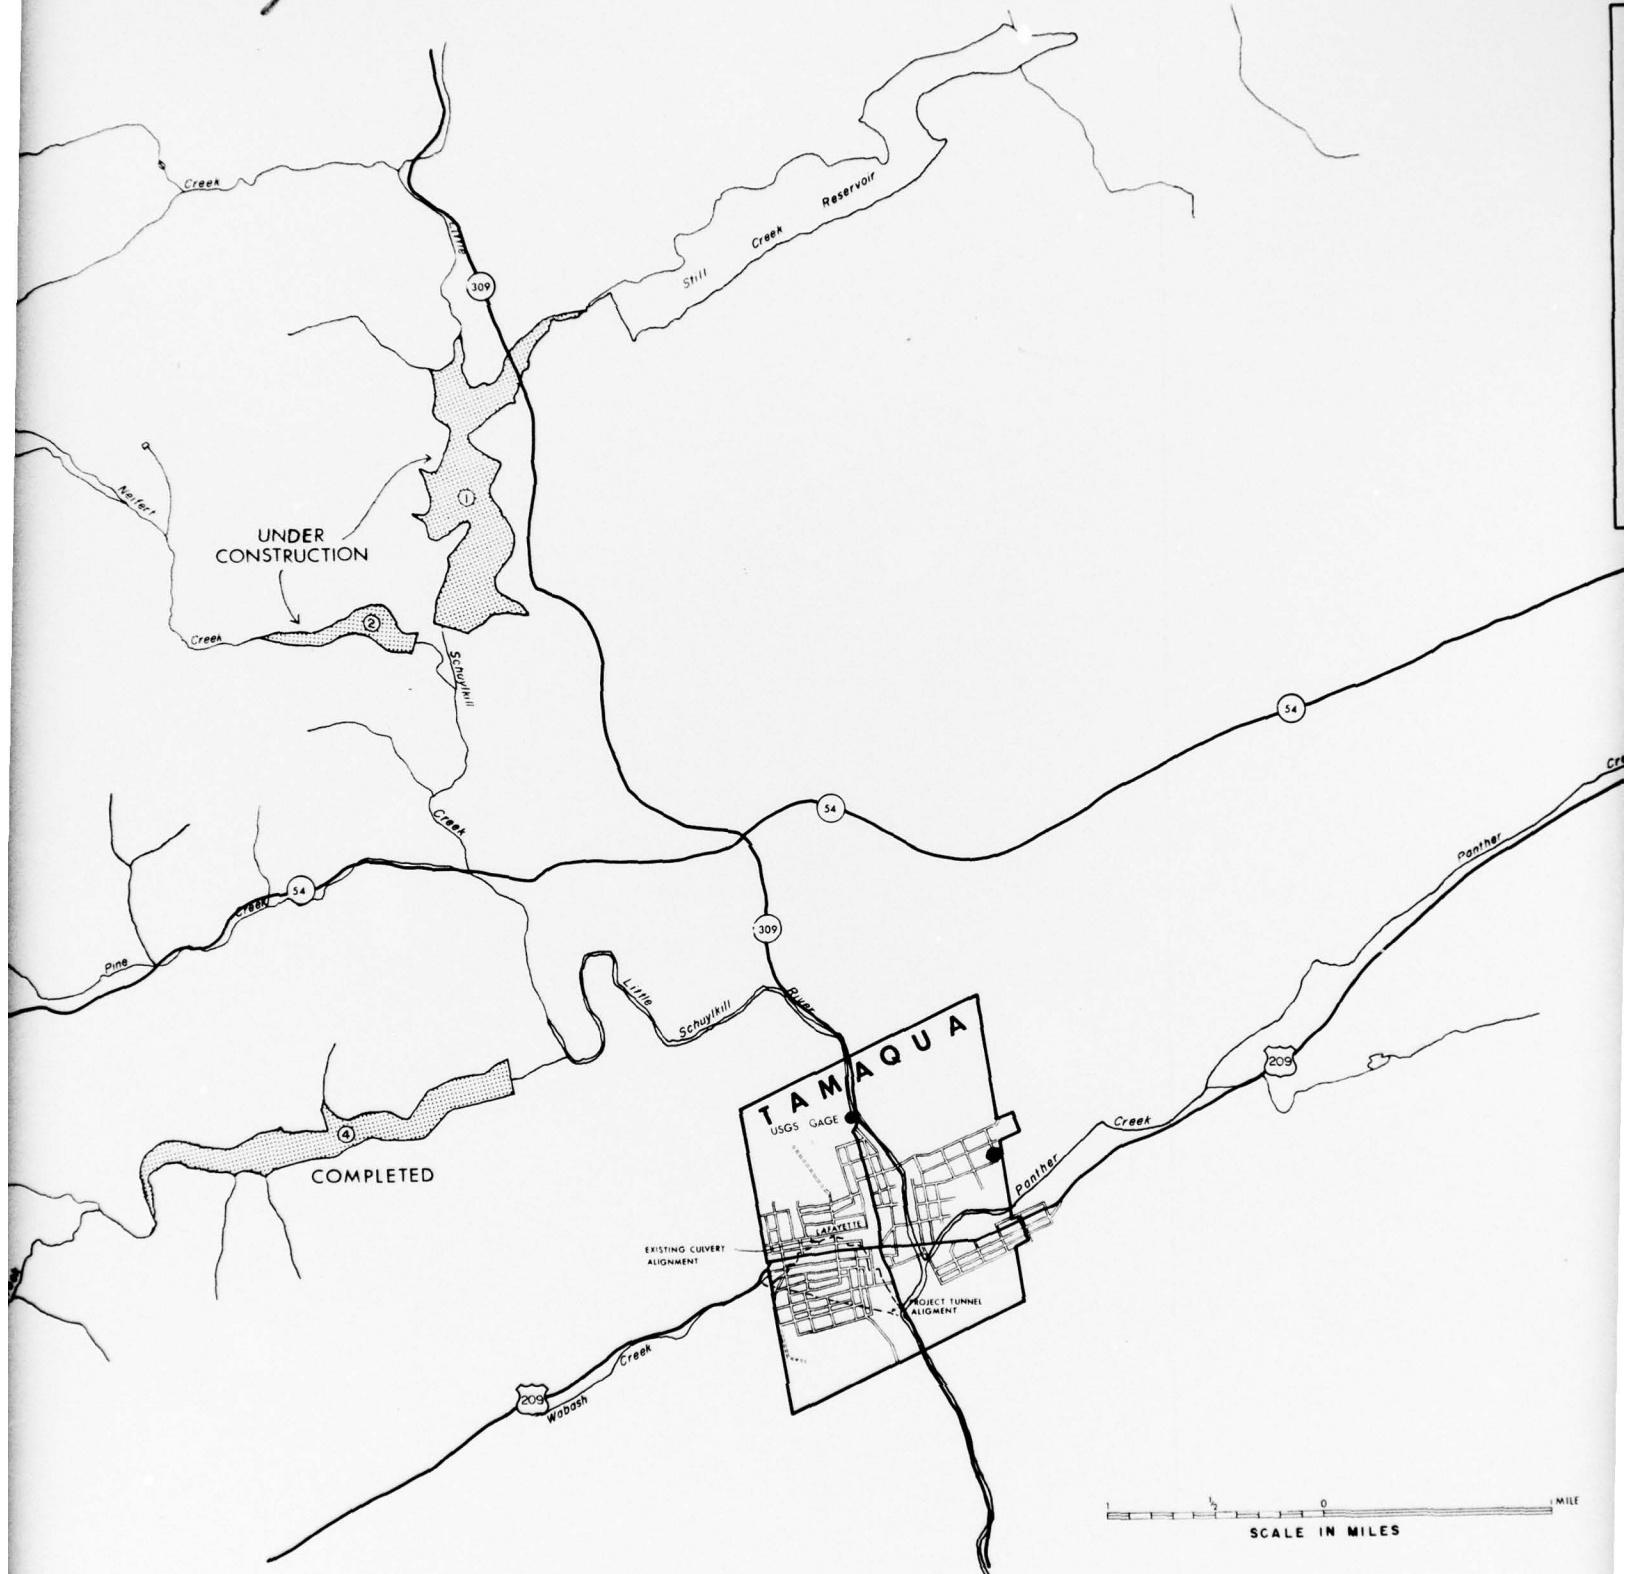 Creek
Little
309
Still
Creek
Reservoir
Neifert
UNDER
CONSTRUCTION
1
2
Creek
Schuylkill
54
Creek
54
54
Creek
Pine
309
Cre
Panther
Little
Schuylkill
River
TAMAQUA
USGS GAGE
209
Creek
Panther
4
COMPLETED
LAFAYETTE
EXISTING CULVERT
ALIGNMENT
PROJECT TUNNEL
ALIGMENT
Creek
209
Wabash
1 ½ 0 1 MILE
SCALE IN MILES